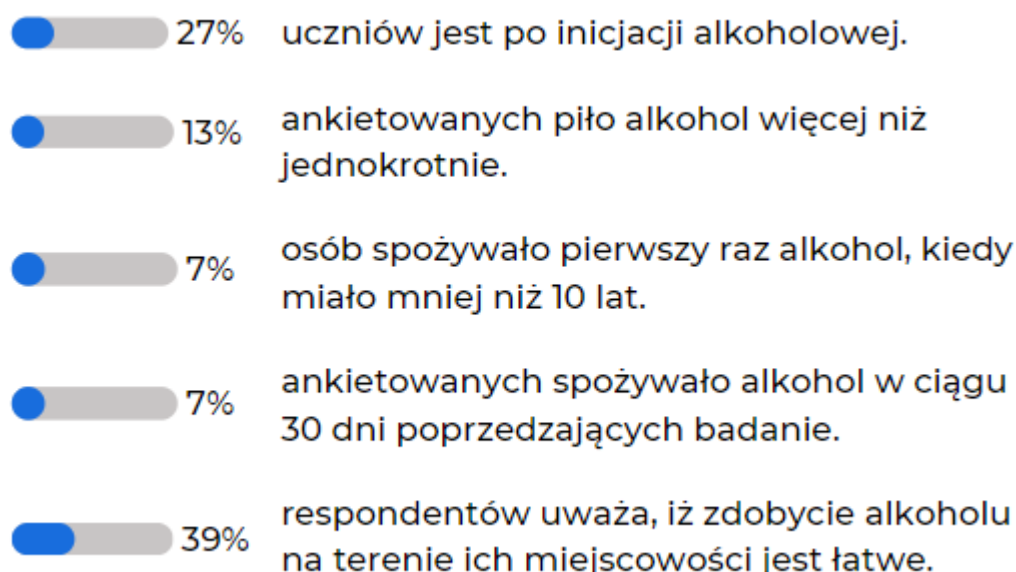 27% uczniów jest po inicjacji alkoholowej.
13% ankietowanych piło alkohol więcej niż
jednokrotnie.
7% osób spożywało pierwszy raz alkohol, kiedy
miało mniej niż 10 lat.
7% ankietowanych spożywało alkohol w ciągu
30 dni poprzedzających badanie.
39% respondentów uważa, iż zdobycie alkoholu
na terenie ich miejscowości jest łatwe.